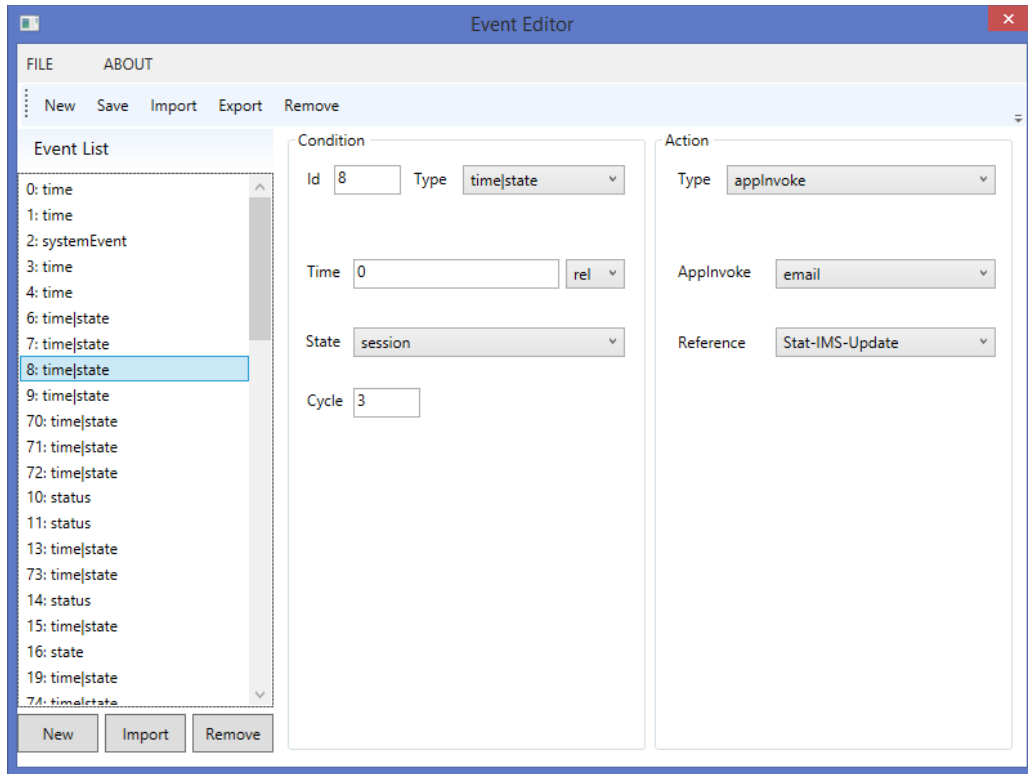 Event Editor
FILE ABOUT
New Save Import Export Remove
Event List
0: time
1: time
2: systemEvent
3: time
4: time
6: time|state
7: time|state
8: time|state
9: time|state
70: time|state
71: time|state
72: time|state
10: status
11: status
13: time|state
73: time|state
14: status
15: time|state
16: state
19: time|state
74: time|state
New Import Remove
Condition
Id 8 Type time|state
Time 0 rel
State session
Cycle 3
Action
Type appInvoke
AppInvoke email
Reference Stat-IMS-Update